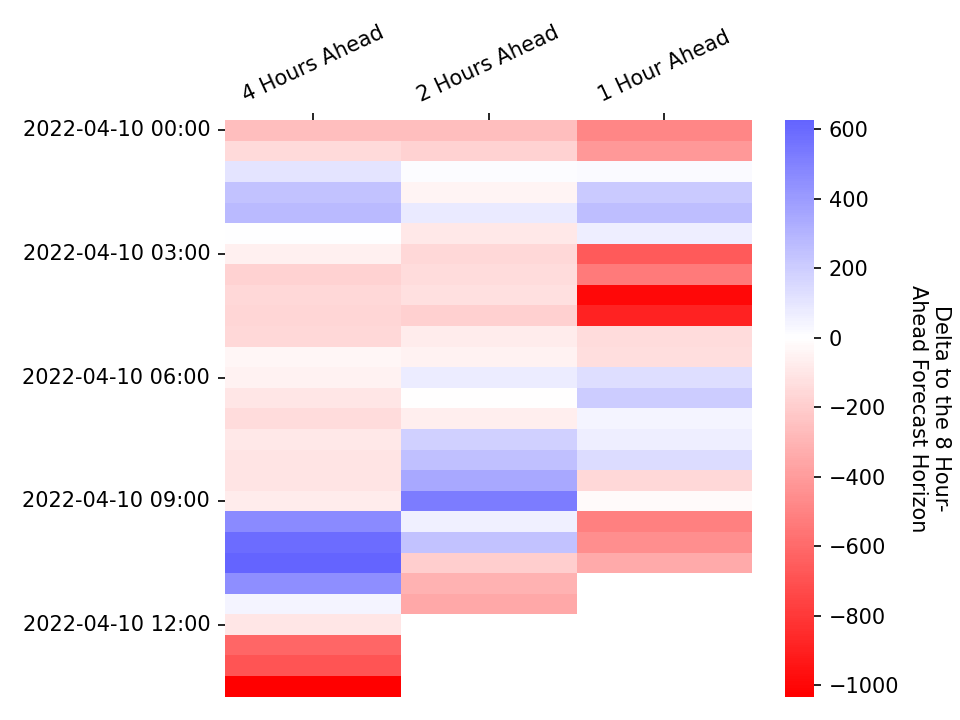 4 Hours Ahead
2 Hours Ahead
1 Hour Ahead
2022-04-10 00:00
2022-04-10 03:00
2022-04-10 06:00
2022-04-10 09:00
2022-04-10 12:00
600
400
200
0
−200
−400
−600
−800
−1000
Delta to the 8 Hour-
Ahead Forecast Horizon